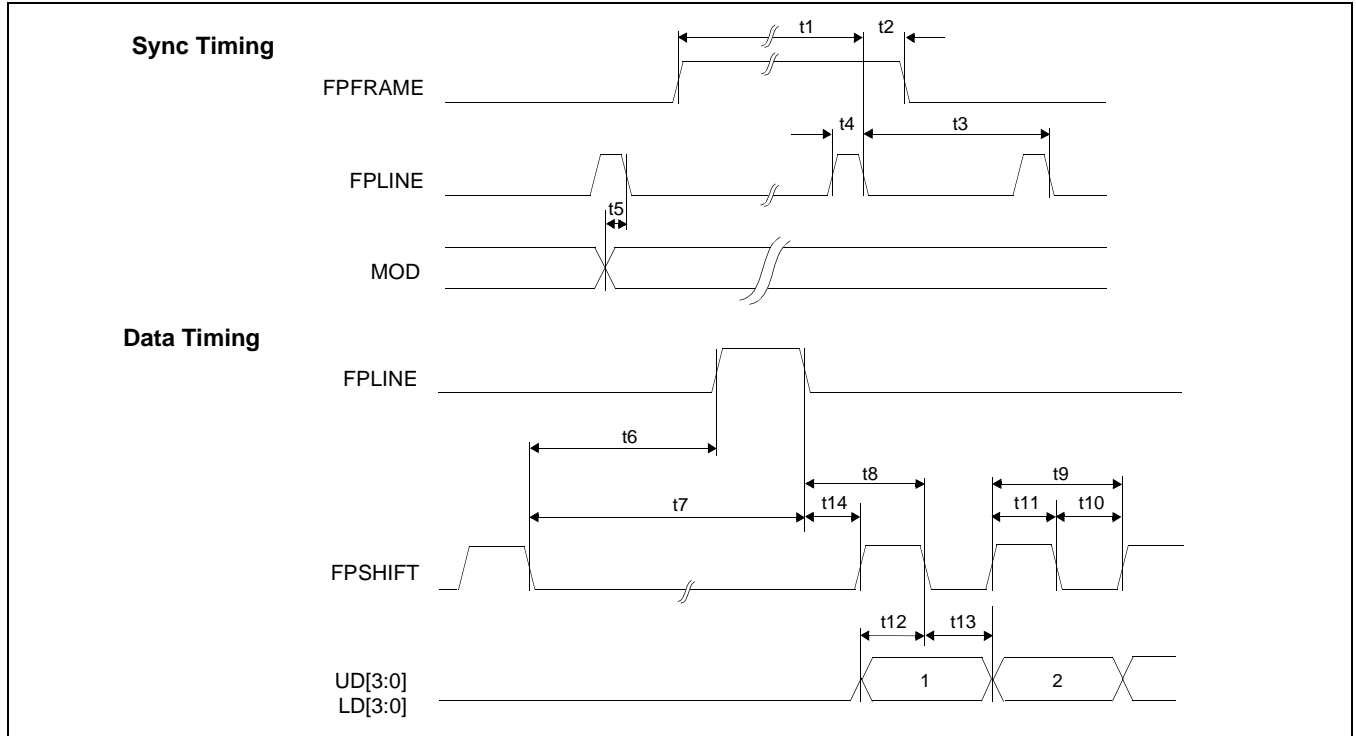 Sync Timing
t1
t2
FPFRAME
t4
t3
FPLINE
t5
MOD
Data Timing
FPLINE
t6
t8
t9
t7
t14
t11
t10
FPSHIFT
t12
t13
UD[3:0]
LD[3:0]
1
2